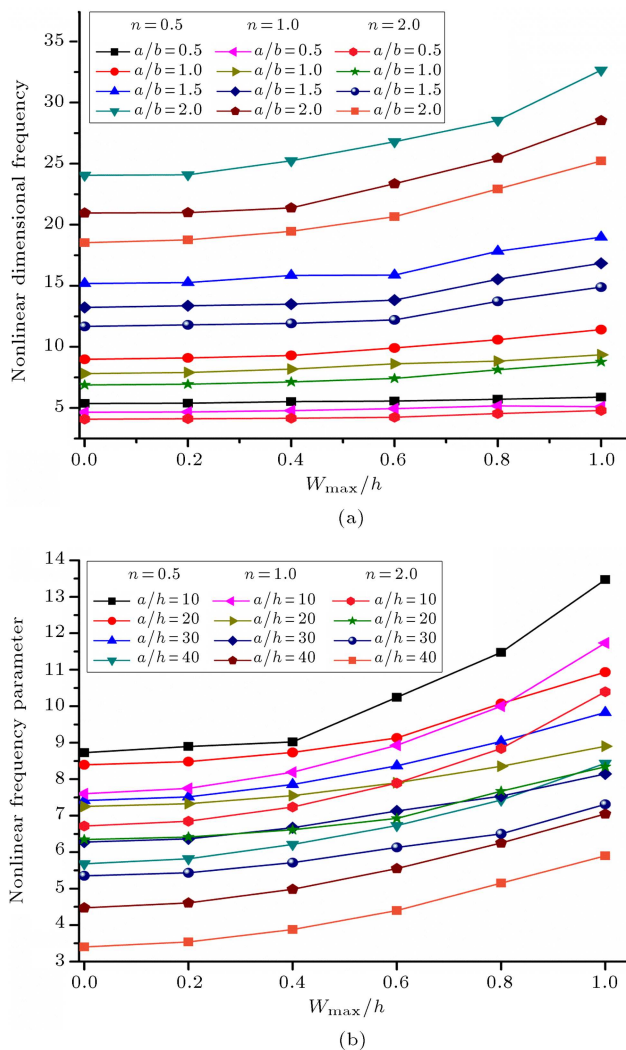 n=0.5 n=1.0 n=2.0
a/b=0.5 a/b=0.5 a/b=0.5
a/b=1.0 a/b=1.0 a/b=1.0
a/b=1.5 a/b=1.5 a/b=1.5
a/b=2.0 a/b=2.0 a/b=2.0
35
30
25
20
15
10
5
Nonlinear dimensional frequency
0.0 0.2 0.4 0.6 0.8 1.0
Wmax/h
(a)
n=0.5 n=1.0 n=2.0
a/h=10 a/h=10 a/h=10
a/h=20 a/h=20 a/h=20
a/h=30 a/h=30 a/h=30
a/h=40 a/h=40 a/h=40
14
13
12
11
10
9
8
7
6
5
4
3
Nonlinear frequency parameter
0.0 0.2 0.4 0.6 0.8 1.0
Wmax/h
(b)